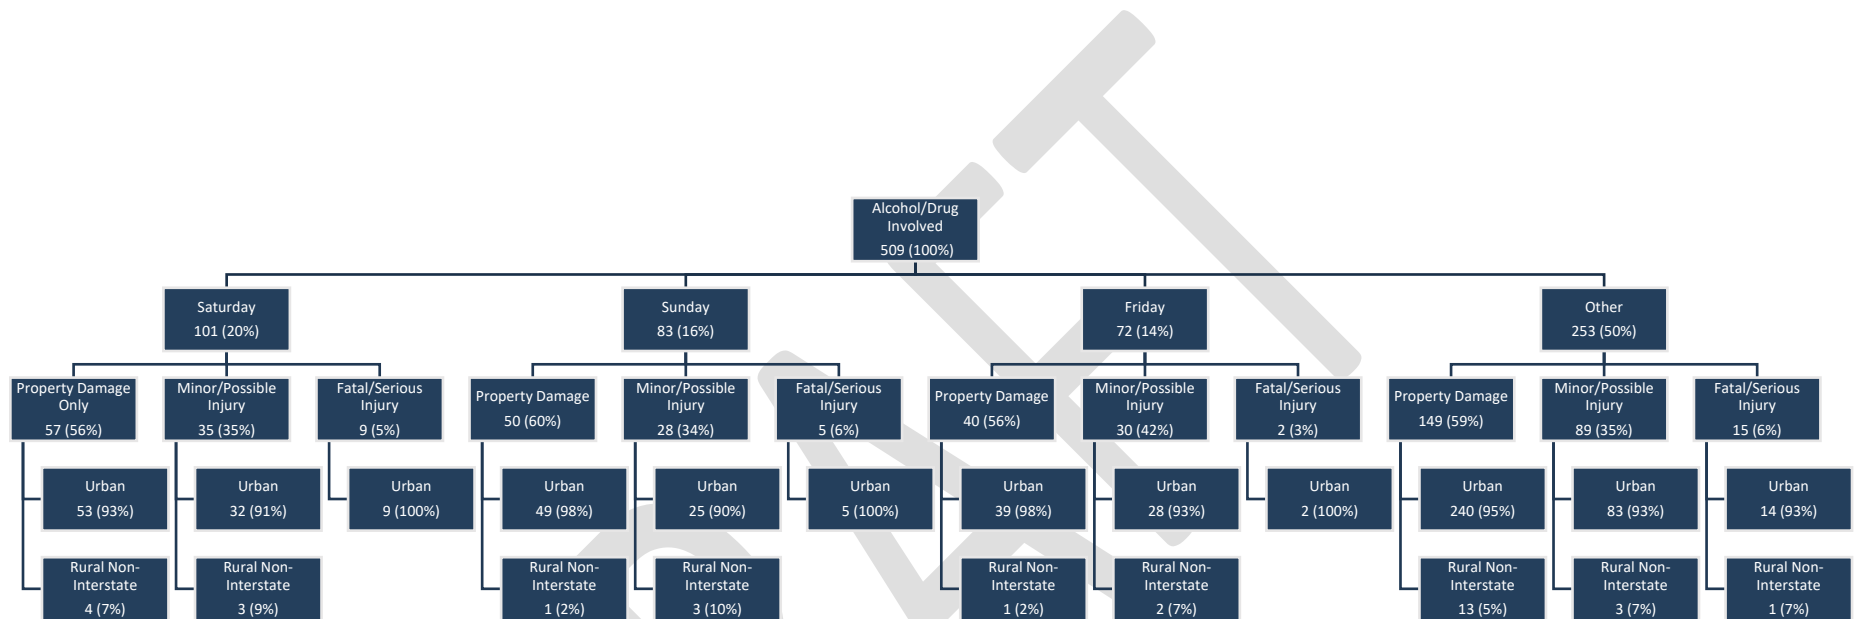 Alcohol/Drug
Involved
509 (100%)
Saturday
101 (20%)
Sunday
83 (16%)
Friday
72 (14%)
Other
253 (50%)
Property Damage
Only
57 (56%)
Minor/Possible
Injury
35 (35%)
Fatal/Serious
Injury
9 (5%)
Property Damage
50 (60%)
Minor/Possible
Injury
28 (34%)
Fatal/Serious
Injury
5 (6%)
Property Damage
40 (56%)
Minor/Possible
Injury
30 (42%)
Fatal/Serious
Injury
2 (3%)
Property Damage
149 (59%)
Minor/Possible
Injury
89 (35%)
Fatal/Serious
Injury
15 (6%)
Urban
53 (93%)
Urban
32 (91%)
Urban
9 (100%)
Urban
49 (98%)
Urban
25 (90%)
Urban
5 (100%)
Urban
39 (98%)
Urban
28 (93%)
Urban
2 (100%)
Urban
240 (95%)
Urban
83 (93%)
Urban
14 (93%)
Rural Non-
Interstate
4 (7%)
Rural Non-
Interstate
3 (9%)
Rural Non-
Interstate
1 (2%)
Rural Non-
Interstate
3 (10%)
Rural Non-
Interstate
1 (2%)
Rural Non-
Interstate
2 (7%)
Rural Non-
Interstate
13 (5%)
Rural Non-
Interstate
3 (7%)
Rural Non-
Interstate
1 (7%)
DRAFT